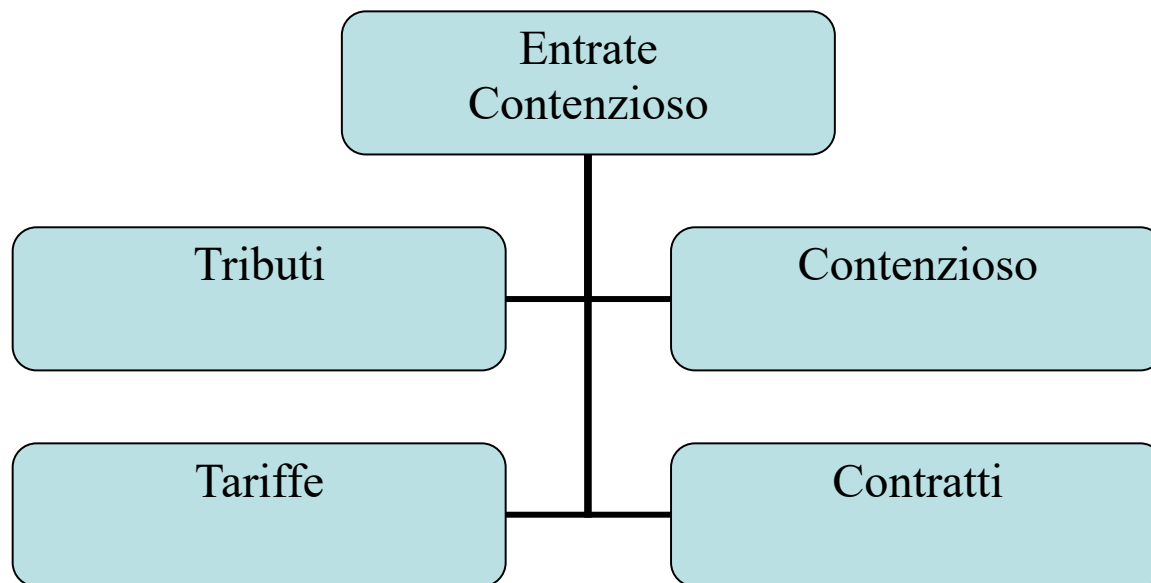 Entrate
Contenzioso
Tributi
Contenzioso
Tariffe
Contratti